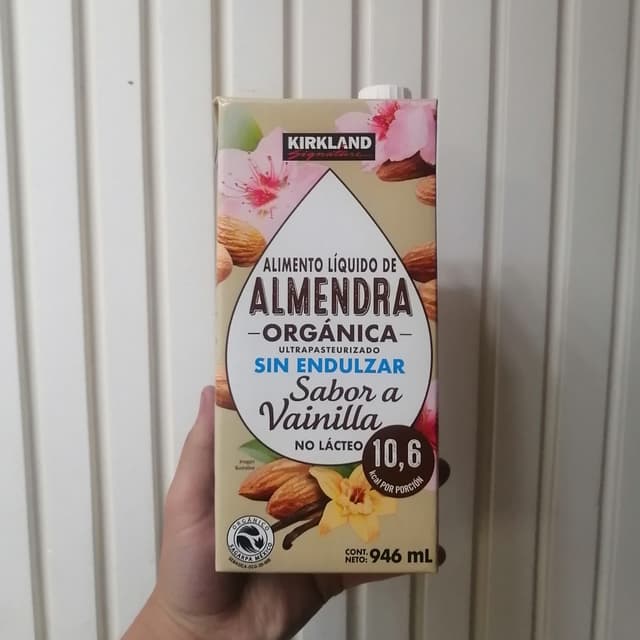 KIRKLAND
Signature
ALIMENTO LÍQUIDO DE
ALMENDRA
ORGÁNICA
ULTRAPASTEURIZADO
SIN ENDULZAR
Sabor a
Vainilla
NO LÁCTEO
10,6
kcal POR PORCIÓN
ORGÁNICO
SAGARPA MÉXICO
CONT.
NETO: 946 mL